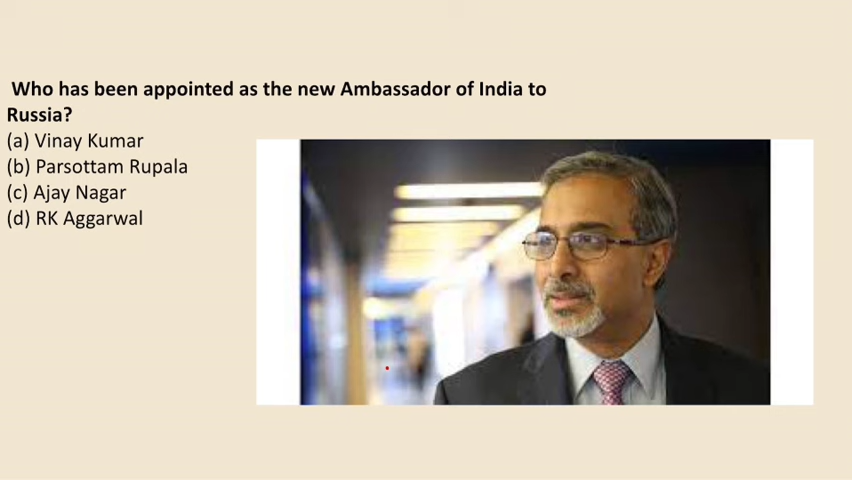 Who has been appointed as the new Ambassador of India to
Russia?
(a) Vinay Kumar
(b) Parsottam Rupala
(c) Ajay Nagar
(d) RK Aggarwal